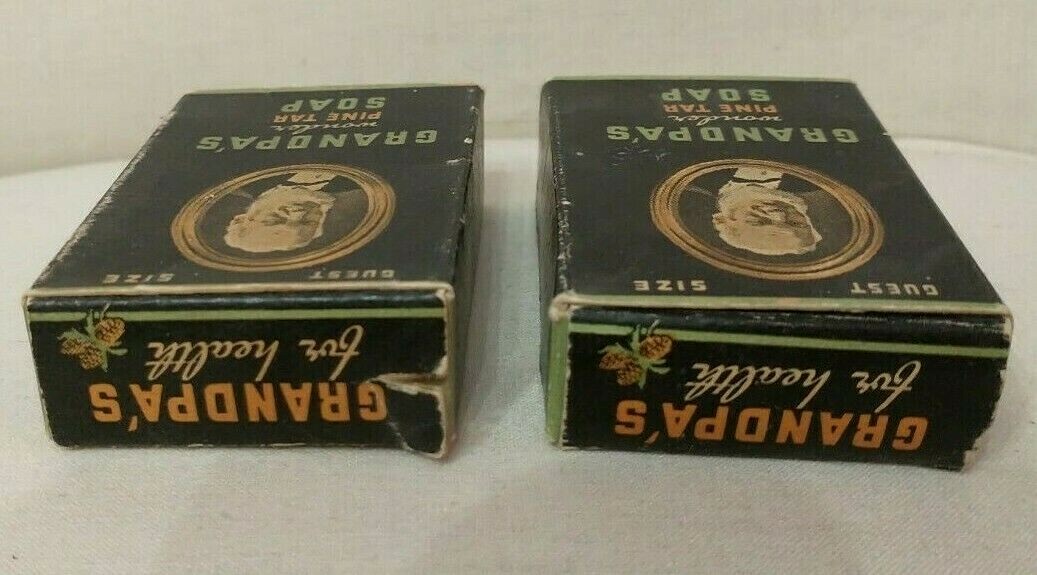 GRANDPA'S
wonder
PINE TAR
SOAP
GUEST SIZE
GRANDPA'S
for health
GRANDPA'S
wonder
PINE TAR
SOAP
GUEST SIZE
GRANDPA'S
for health